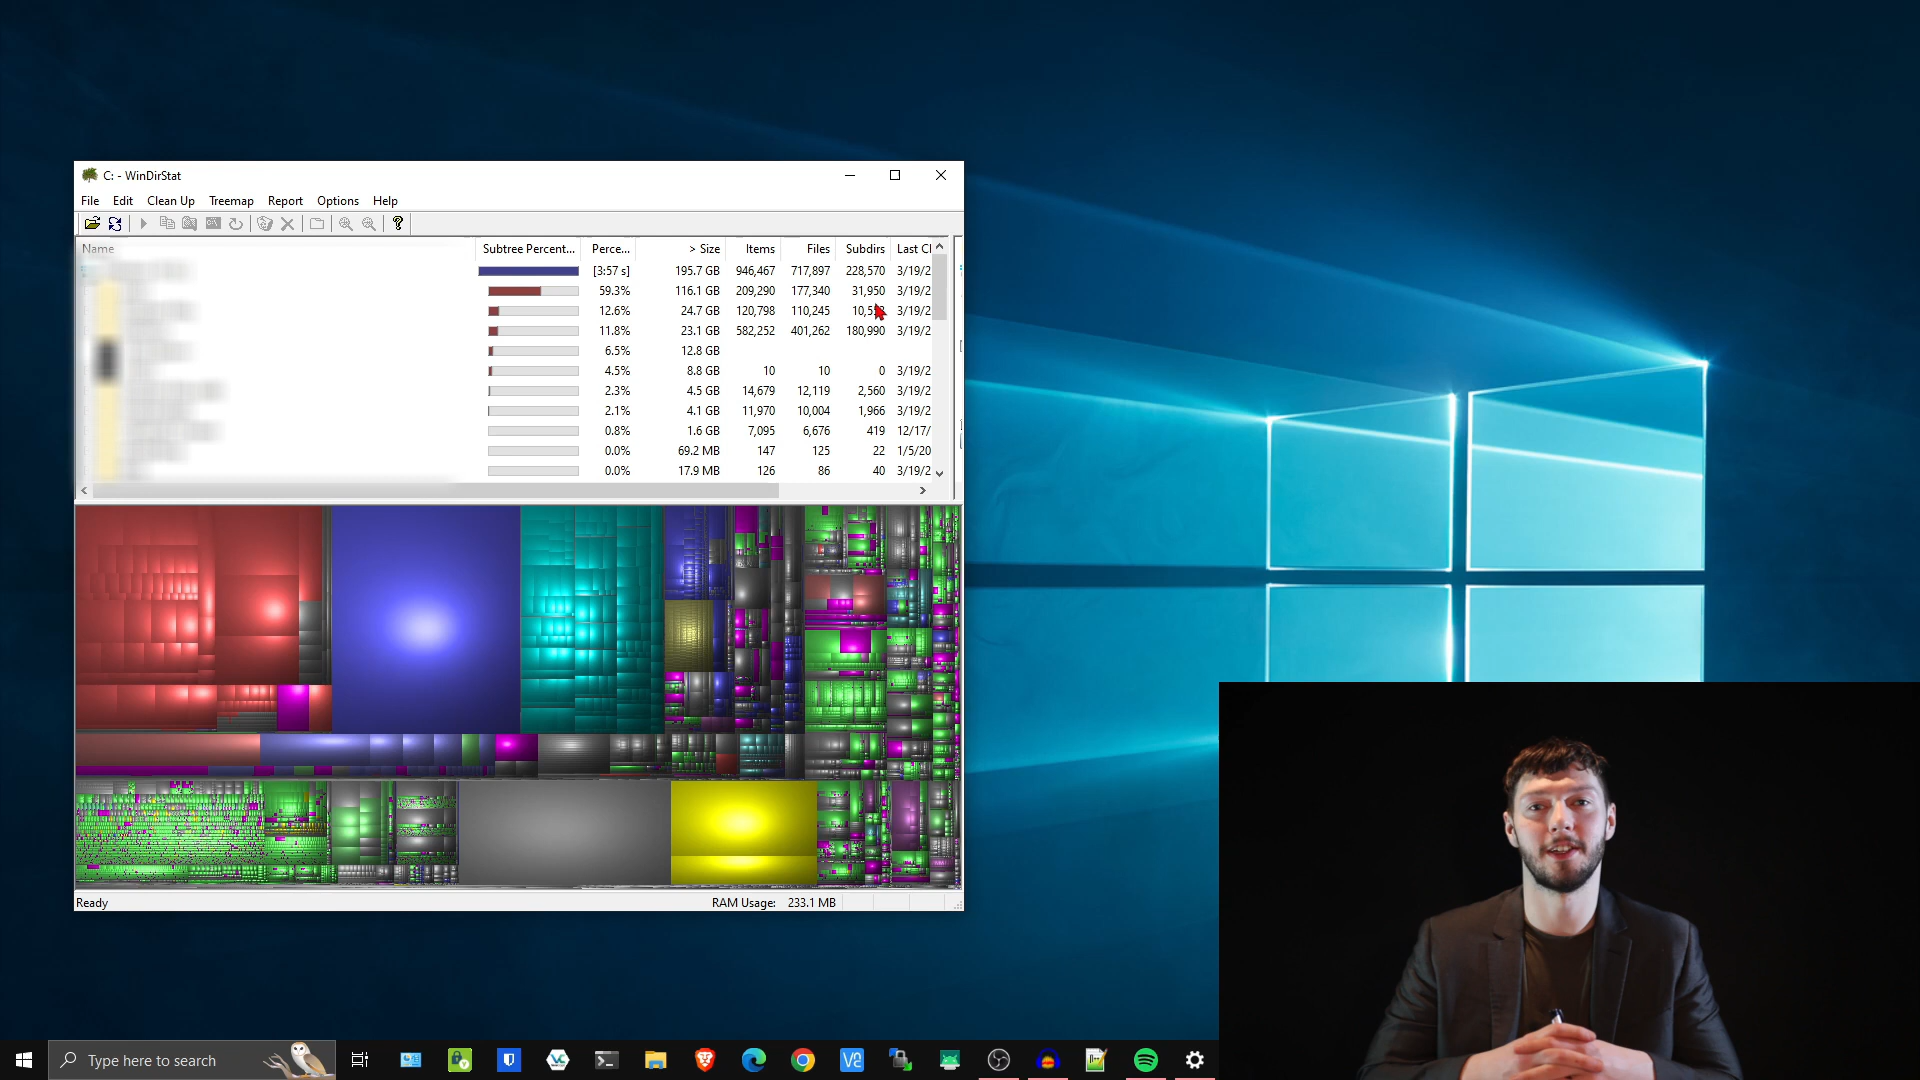 C: - WinDirStat
File Edit Clean Up Treemap Report Options Help
Name Subtree Percent... Perce... > Size Items Files Subdirs Last Cl
[3:57 s] 195.7 GB 946,467 717,897 228,570 3/19/2
59.3% 116.1 GB 209,290 177,340 31,950 3/19/2
12.6% 24.7 GB 120,798 110,245 3/19/2
11.8% 23.1 GB 582,252 401,262 180,990 3/19/2
6.5% 12.8 GB
4.5% 8.8 GB 10 10 0 3/19/2
2.3% 4.5 GB 14,679 12,119 2,560 3/19/2
2.1% 4.1 GB 11,970 10,004 1,966 3/19/2
0.8% 1.6 GB 7,095 6,676 419 12/17/
0.0% 69.2 MB 147 125 22 1/5/20
0.0% 17.9 MB 126 86 40 3/19/2
Ready RAM Usage: 233.1 MB
Type here to search